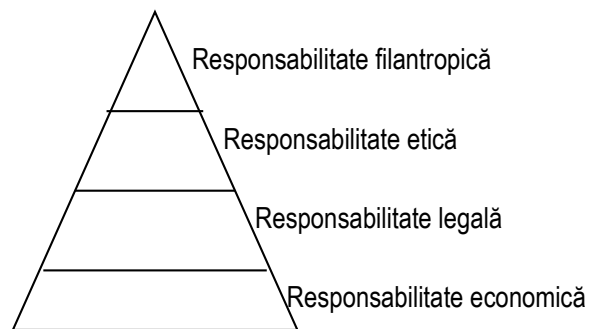 Responsabilitate filantropică
Responsabilitate etică
Responsabilitate legală
Responsabilitate economică